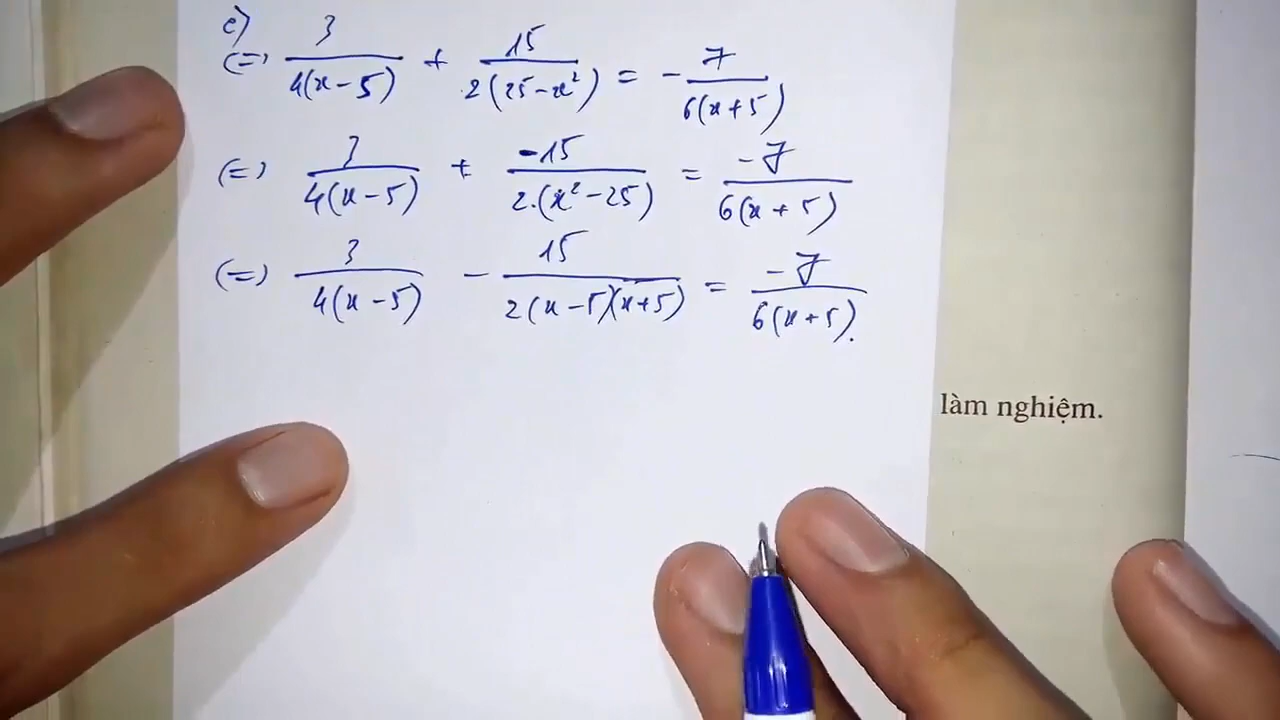 c)
(=) 3/4(x-5) + 15/2(25-x²) = -7/6(x+5)
(=) 3/4(x-5) + -15/2.(x²-25) = -7/6(x+5)
(=) 3/4(x-5) - 15/2(x-5)(x+5) = -7/6(x+5).
làm nghiệm.